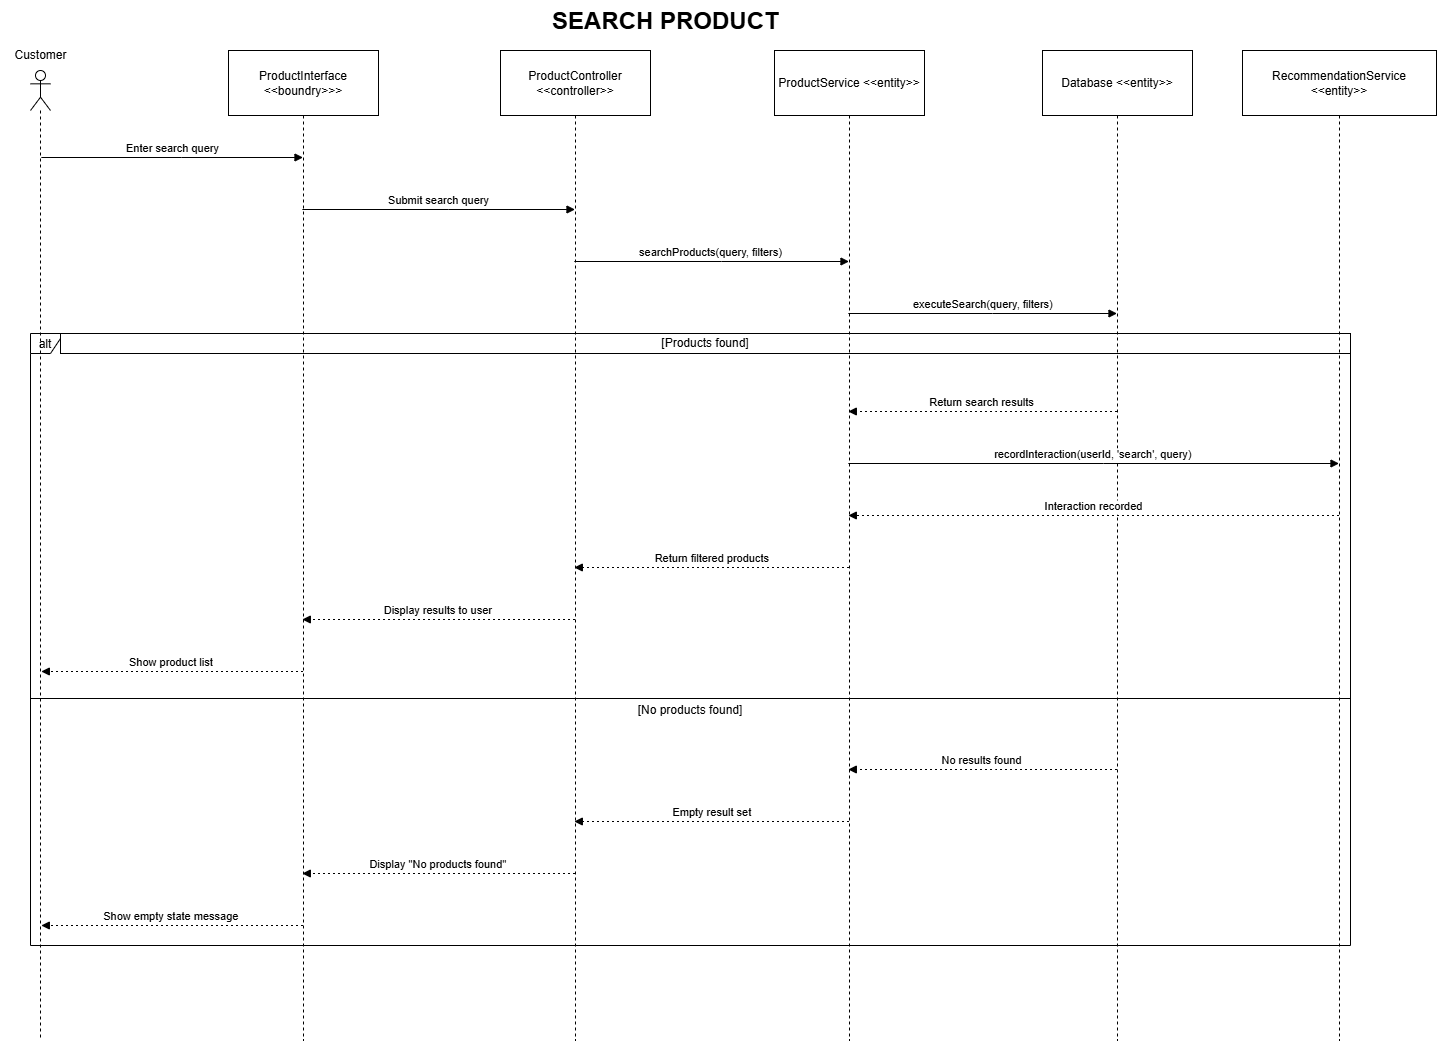 SEARCH PRODUCT
Customer
ProductInterface
<<boundry>>>
ProductController
<<controller>>
ProductService <<entity>>
Database <<entity>>
RecommendationService
<<entity>>
Enter search query
Submit search query
searchProducts(query, filters)
executeSearch(query, filters)
alt
[Products found]
Return search results
recordInteraction(userId, 'search', query)
Interaction recorded
Return filtered products
Display results to user
Show product list
[No products found]
No results found
Empty result set
Display "No products found"
Show empty state message